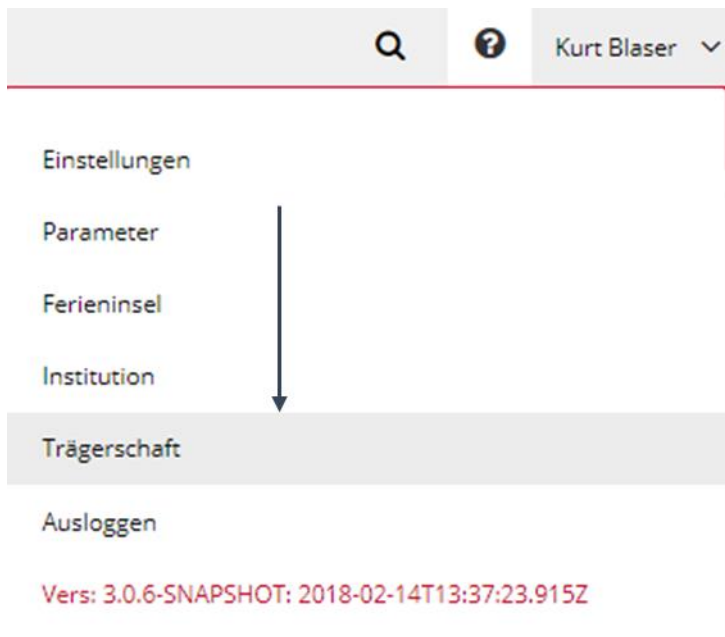 Kurt Blaser
Einstellungen
Parameter
Ferieninsel
Institution
Trägerschaft
Ausloggen
Vers: 3.0.6-SNAPSHOT: 2018-02-14T13:37:23.915Z